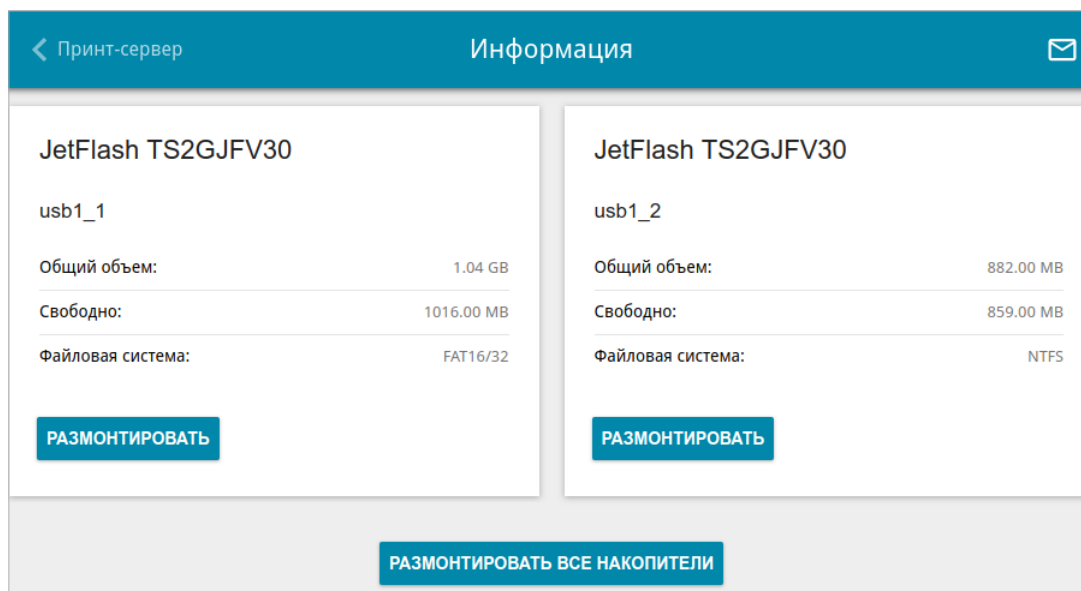 Принт-сервер
Информация
JetFlash TS2GJFV30
usb1_1
Общий объем: 1.04 GB
Свободно: 1016.00 MB
Файловая система: FAT16/32
РАЗМОНТИРОВАТЬ
JetFlash TS2GJFV30
usb1_2
Общий объем: 882.00 MB
Свободно: 859.00 MB
Файловая система: NTFS
РАЗМОНТИРОВАТЬ
РАЗМОНТИРОВАТЬ ВСЕ НАКОПИТЕЛИ